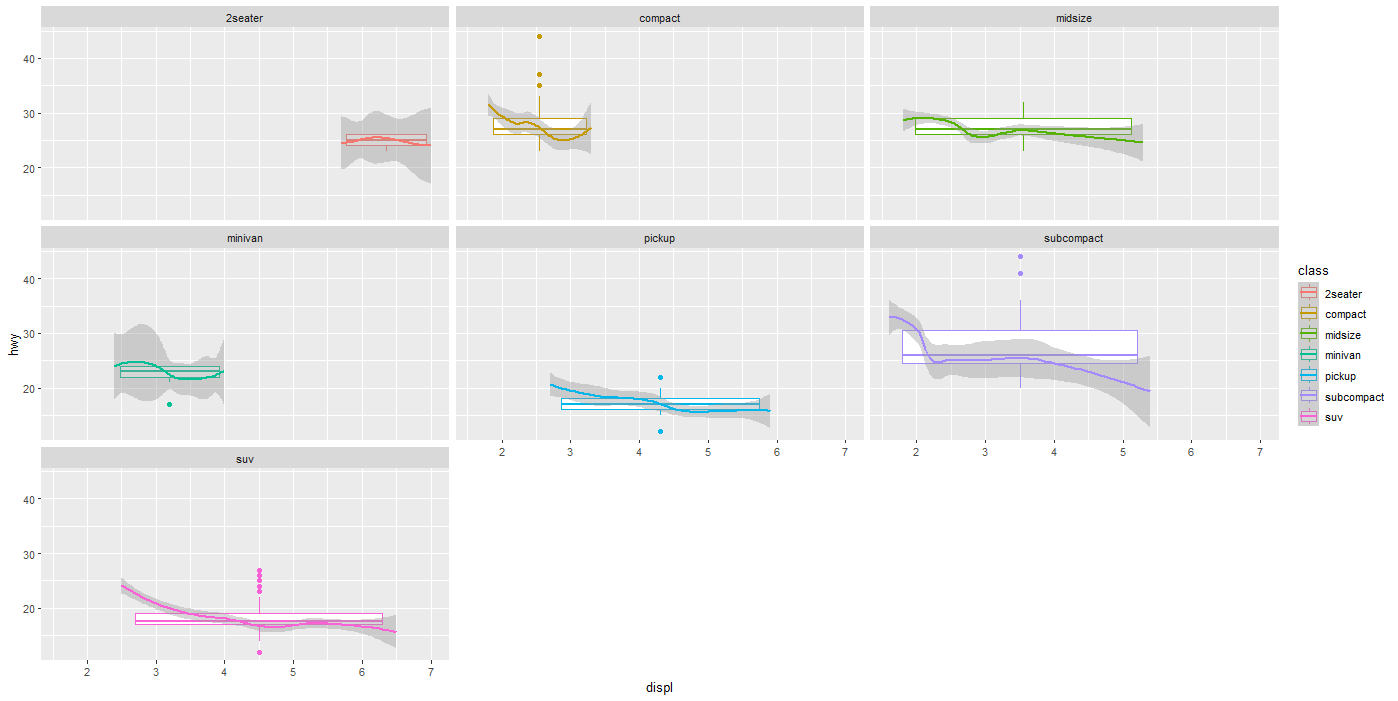 2seater compact midsize
40
30
20
minivan pickup subcompact
40
30
20
2 3 4 5 6 7 2 3 4 5 6 7
suv
40
30
20
2 3 4 5 6 7
hwy
displ
class
2seater
compact
midsize
minivan
pickup
subcompact
suv